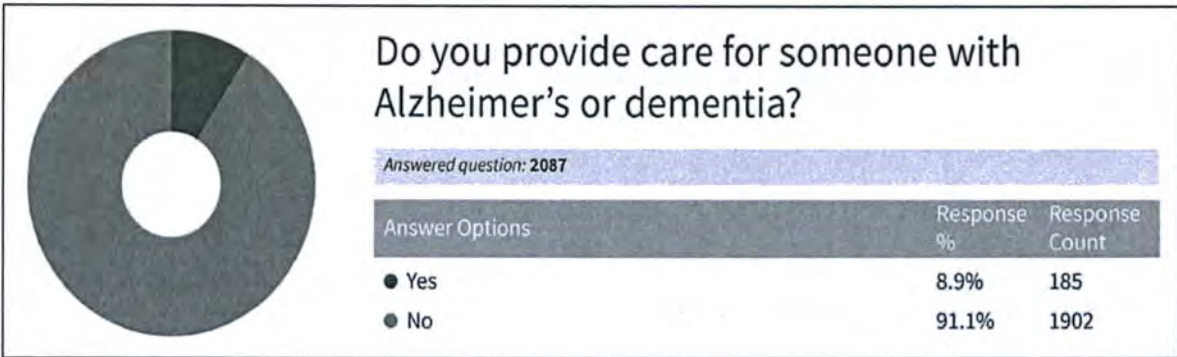 Do you provide care for someone with
Alzheimer's or dementia?
Answered question: 2087
Answer Options Response % Response Count
Yes 8.9% 185
No 91.1% 1902